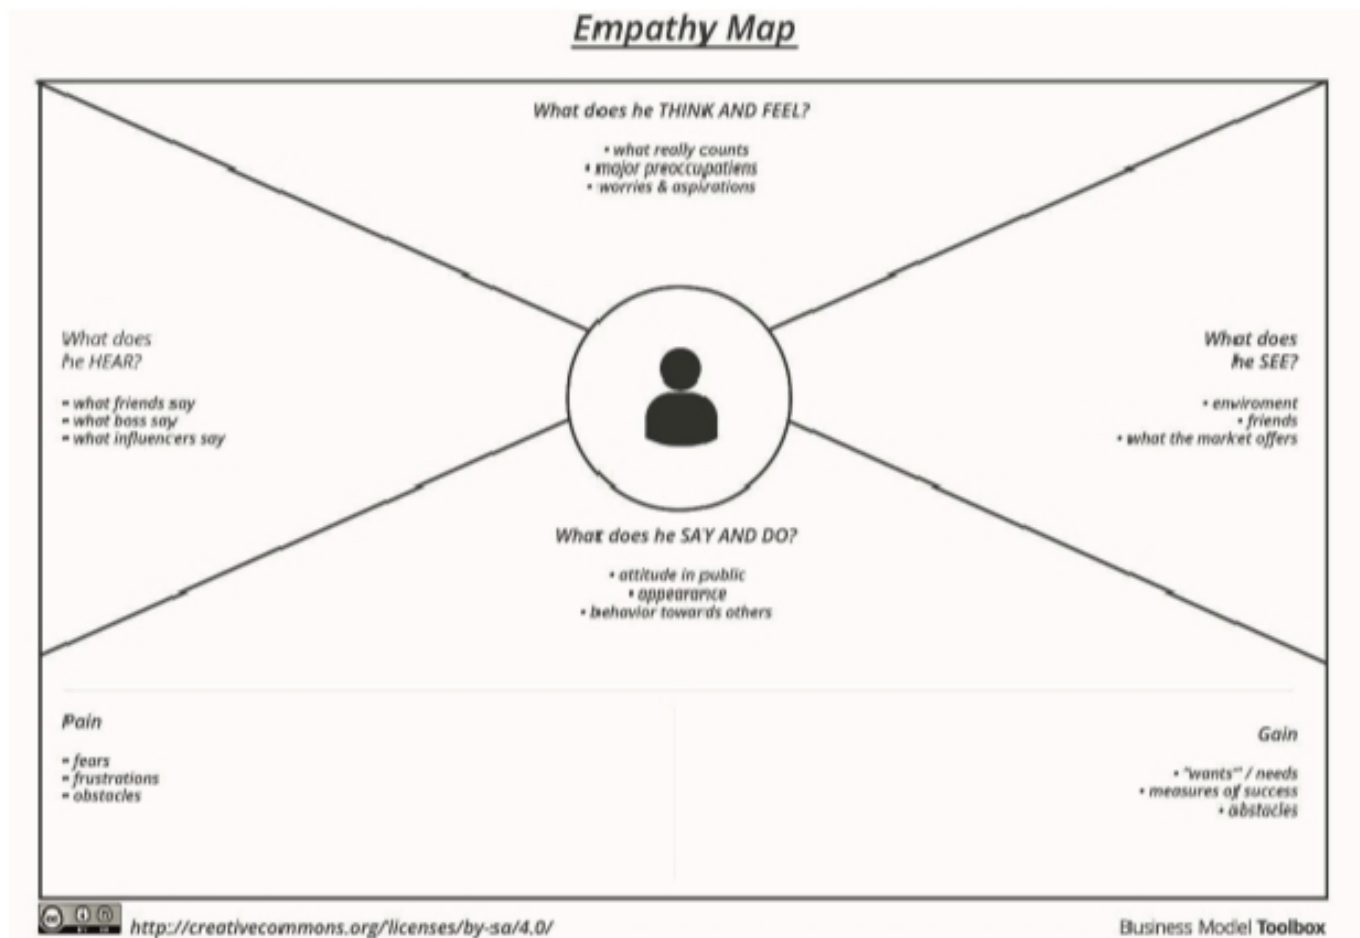 Empathy Map
What does he THINK AND FEEL?
• what really counts
• major preoccupatiens
• worries & aspirations
What does
he HEAR?
- what friends say
- what boss say
- what influencers say
What does
he SEE?
• enviroment
• friends
• what the market offers
What does he SAY AND DO?
• attitude in public
• appearance
• behavior towards others
Pain
- fears
- frustrations
- obstacles
Gain
• "wants" / needs
• measures of success
• obstacles
http://creativecommons.org/licenses/by-sa/4.0/
Business Model Toolbox